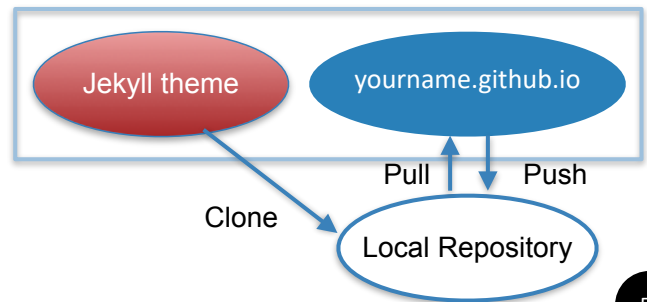 Jekyll theme
yourname.github.io
Pull
Push
Clone
Local Repository